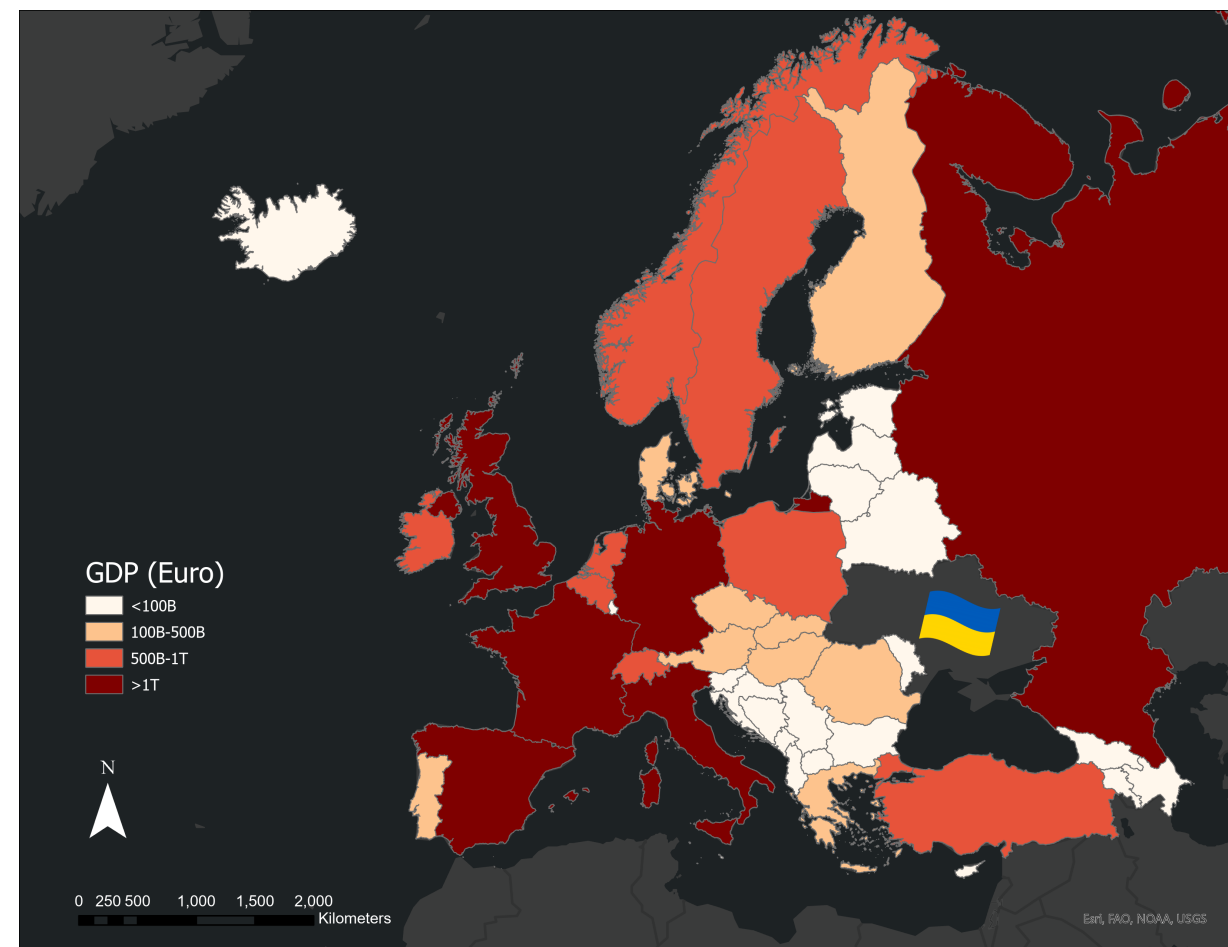 GDP (Euro)
<100B
100B-500B
500B-1T
>1T
N
0 250 500 1,000 1,500 2,000
Kilometers
Esri, FAO, NOAA, USGS